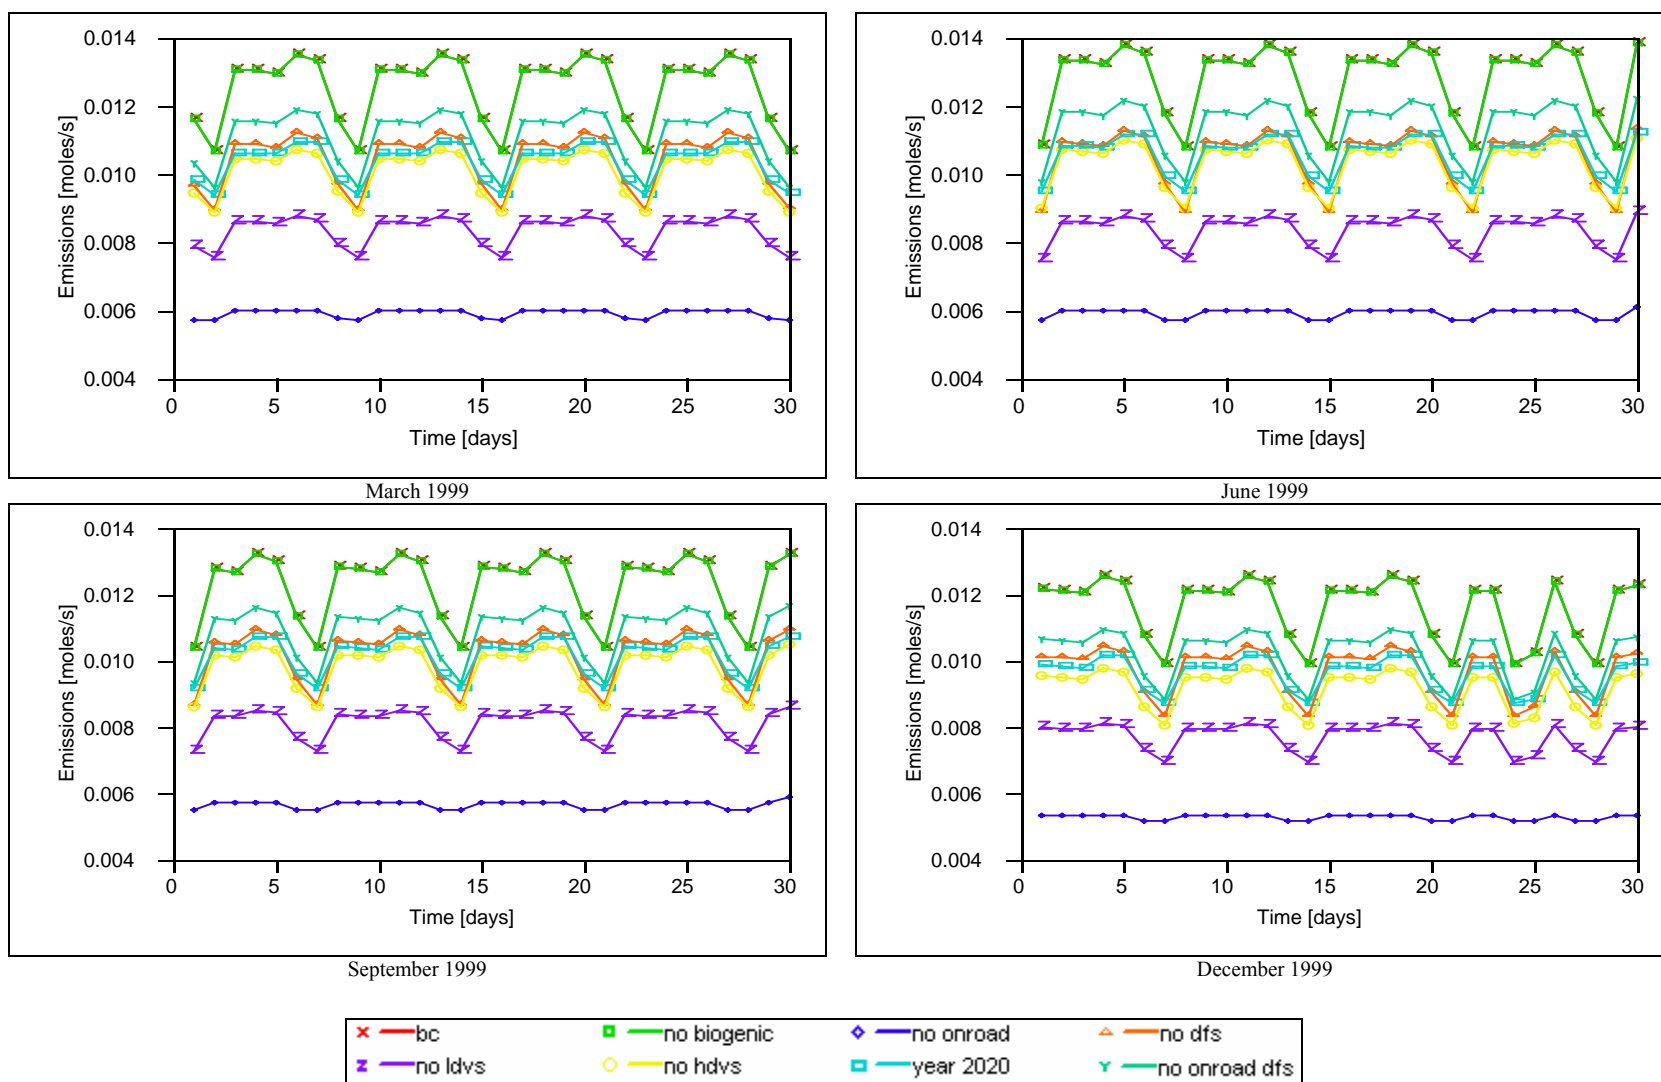 0.014
0.012
0.010
0.008
0.006
0.004
Emissions [moles/s]
0 5 10 15 20 25 30
Time [days]
March 1999
0.014
0.012
0.010
0.008
0.006
0.004
Emissions [moles/s]
0 5 10 15 20 25 30
Time [days]
June 1999
0.014
0.012
0.010
0.008
0.006
0.004
Emissions [moles/s]
0 5 10 15 20 25 30
Time [days]
September 1999
0.014
0.012
0.010
0.008
0.006
0.004
Emissions [moles/s]
0 5 10 15 20 25 30
Time [days]
December 1999
bc no biogenic no onroad no dfs
no ldvs no hdvs year 2020 no onroad dfs